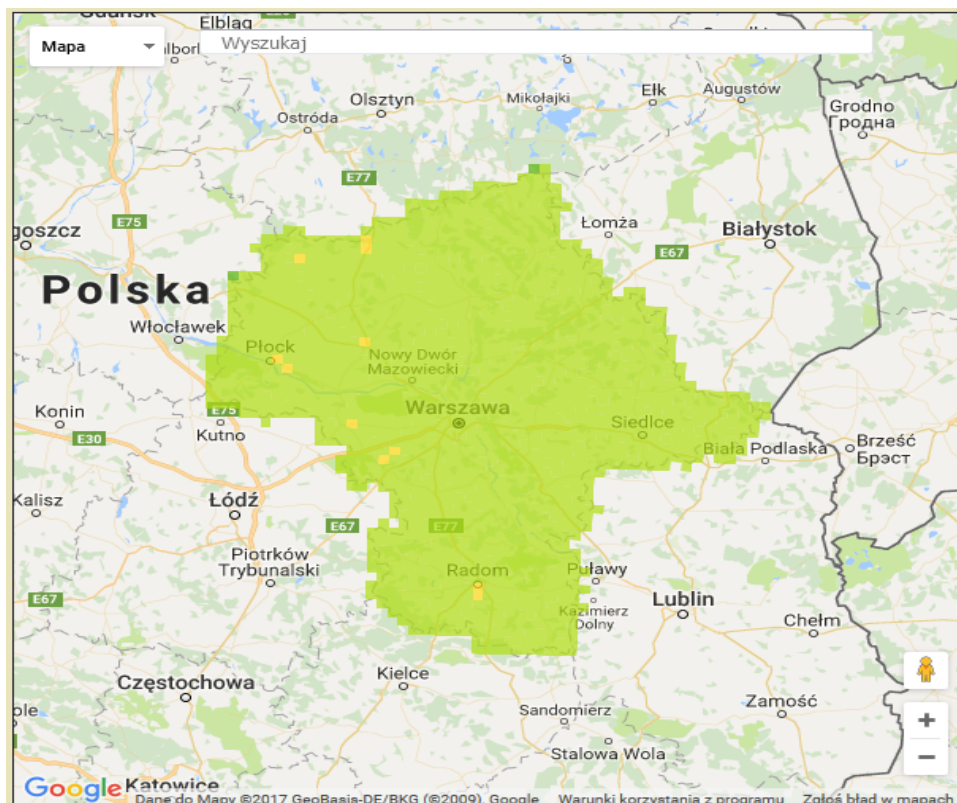 Elbląg
Mapa
Wyszukaj
Olsztyn
Mikołajki
Ełk
Augustów
Ostróda
Grodno
Гродна
E77
E75
Łomża
Białystok
E67
Polska
Włocławek
Płock
Nowy Dwór
Mazowiecki
Warszawa
Konin
E75
E30
Kutno
Siedlce
Biała Podlaska
Brześć
Брэст
Kalisz
Łódź
E67
E77
Piotrków
Trybunalski
Radom
Puławy
E67
Kazimierz
Dolny
Lublin
Chełm
Kielce
Częstochowa
Sandomierz
Zamość
Stalowa Wola
Google
Katowice
Dane do Mapy ©2017 GeoBasis-DE/BKG (©2009), Google
Warunki korzystania z programu
Zgłoś błąd w mapach